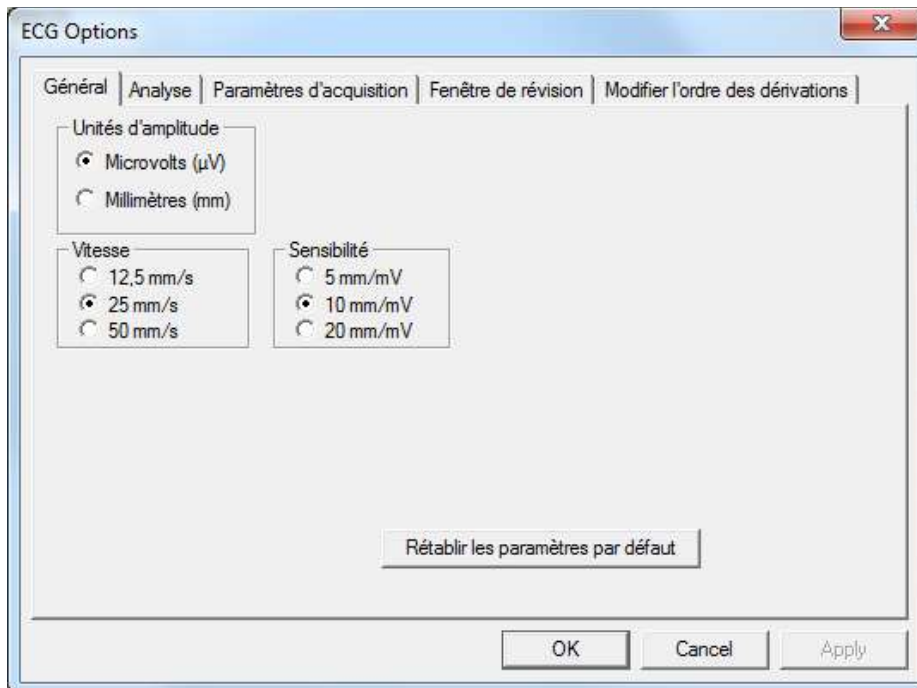 ECG Options
Général Analyse Paramètres d'acquisition Fenêtre de révision Modifier l'ordre des dérivations
Unités d'amplitude
Microvolts (µV)
Millimètres (mm)
Vitesse
12,5 mm/s
25 mm/s
50 mm/s
Sensibilité
5 mm/mV
10 mm/mV
20 mm/mV
Rétablir les paramètres par défaut
OK Cancel Apply